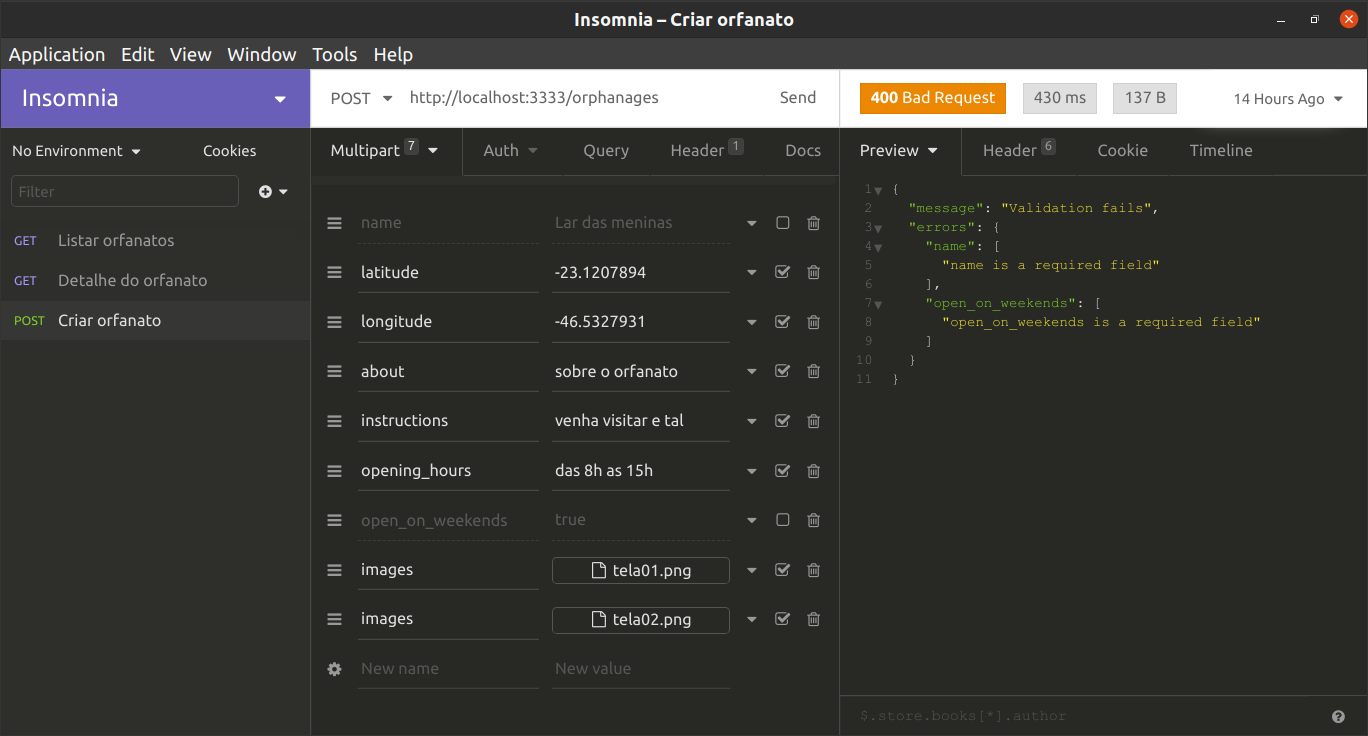 Insomnia – Criar orfanato
Application Edit View Window Tools Help
Insomnia
POST http://localhost:3333/orphanages Send
400 Bad Request 430 ms 137 B 14 Hours Ago
No Environment Cookies
Multipart 7 Auth Query Header 1 Docs
Preview Header 6 Cookie Timeline
Filter
GET Listar orfanatos
GET Detalhe do orfanato
POST Criar orfanato
name Lar das meninas
latitude -23.1207894
longitude -46.5327931
about sobre o orfanato
instructions venha visitar e tal
opening_hours das 8h as 15h
open_on_weekends true
images tela01.png
images tela02.png
New name New value
1 {
2 "message": "Validation fails",
3 "errors": {
4 "name": [
5 "name is a required field"
6 ],
7 "open_on_weekends": [
8 "open_on_weekends is a required field"
9 ]
10 }
11 }
$.store.books[*].author